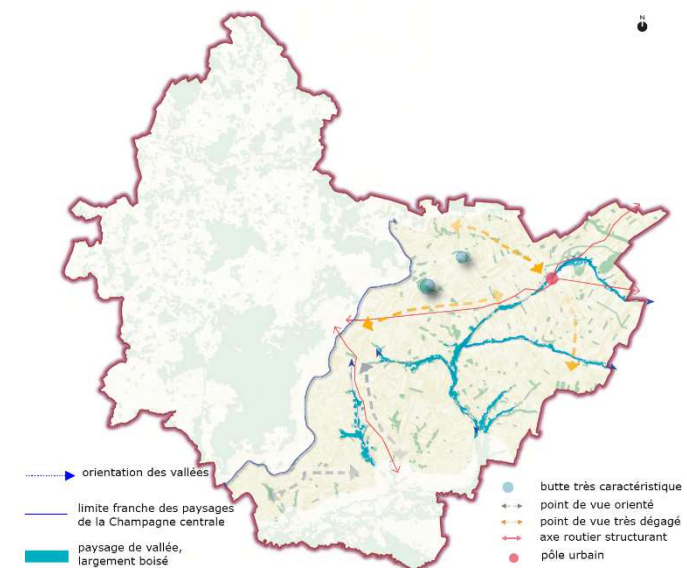 N
orientation des vallées
limite franche des paysages
de la Champagne centrale
paysage de vallée,
largement boisé
butte très caractéristique
point de vue orienté
point de vue très dégagé
axe routier structurant
pôle urbain